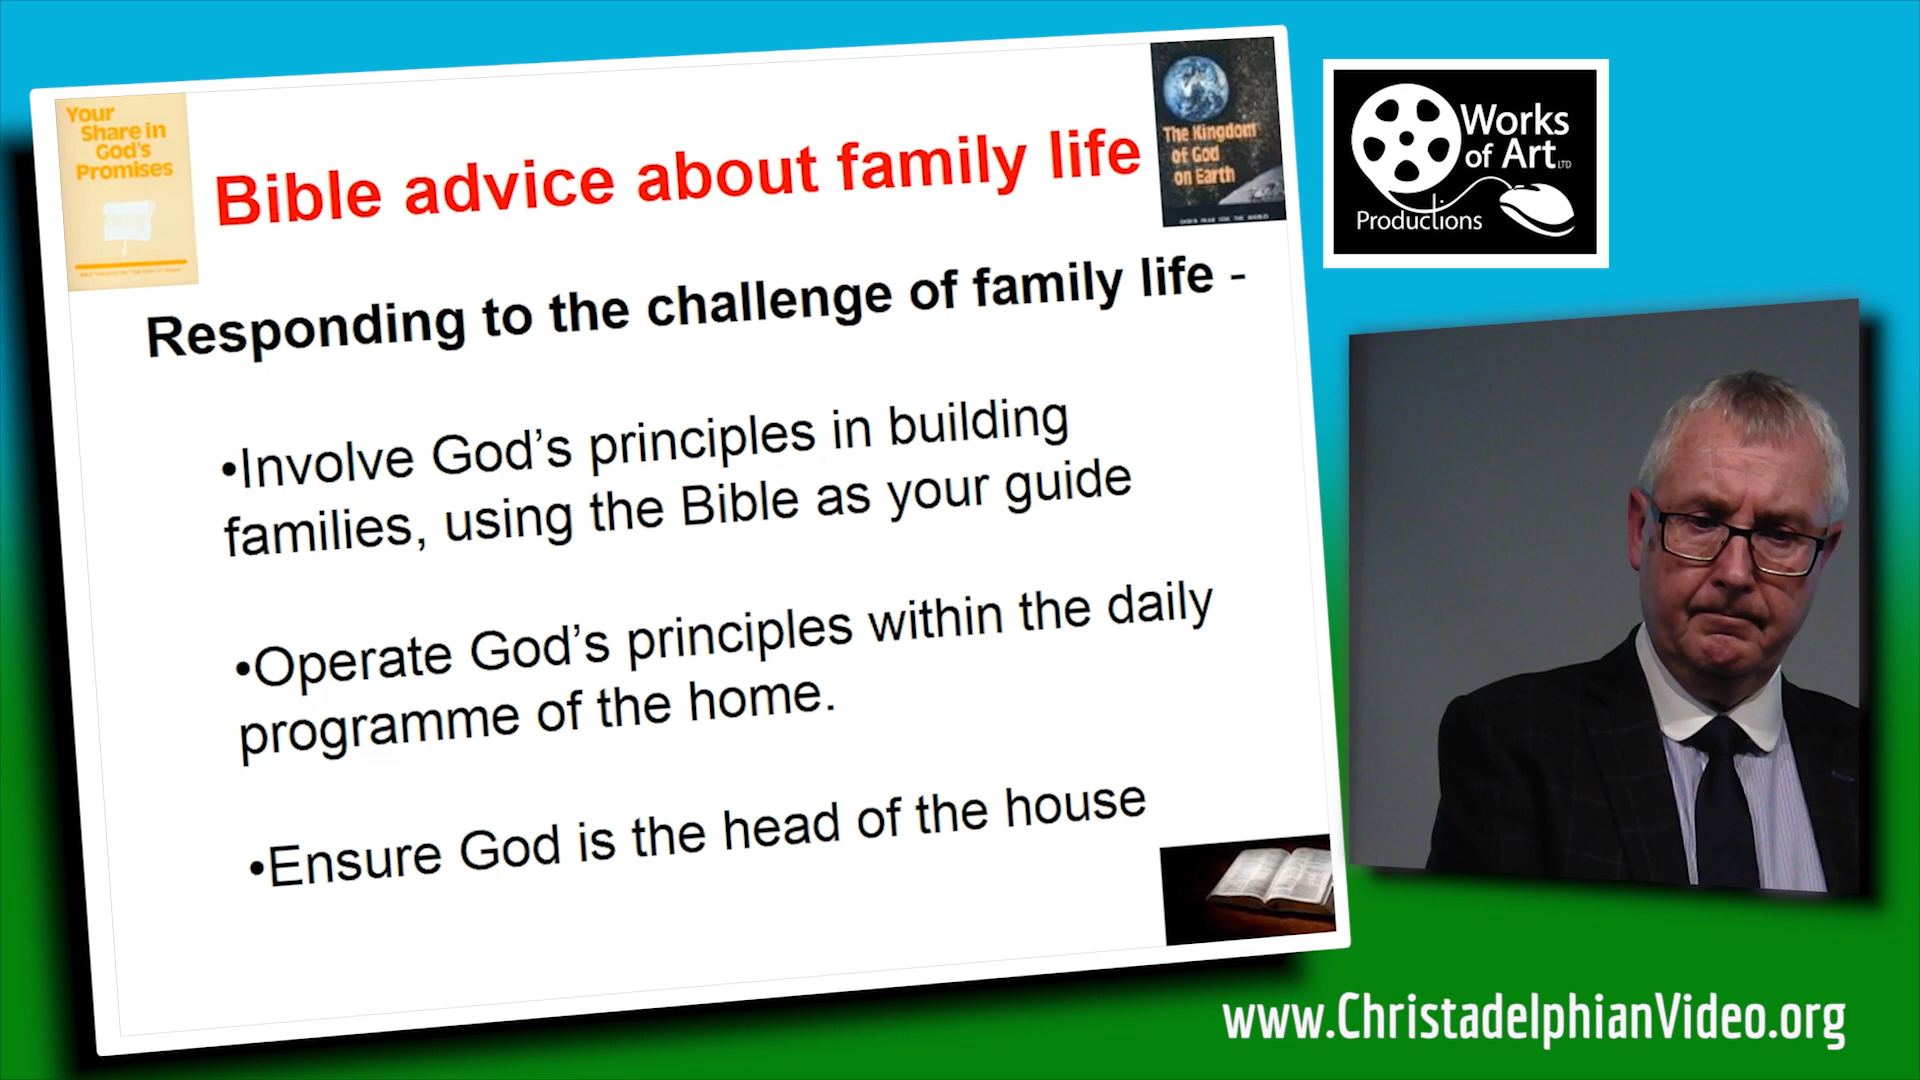 Your
Share in
God's
Promises
Bible advice about family life
The Kingdom
of God
on Earth
Responding to the challenge of family life -
•Involve God’s principles in building
families, using the Bible as your guide
•Operate God’s principles within the daily
programme of the home.
•Ensure God is the head of the house
Works
of Art LTD
Productions
www.ChristadelphianVideo.org